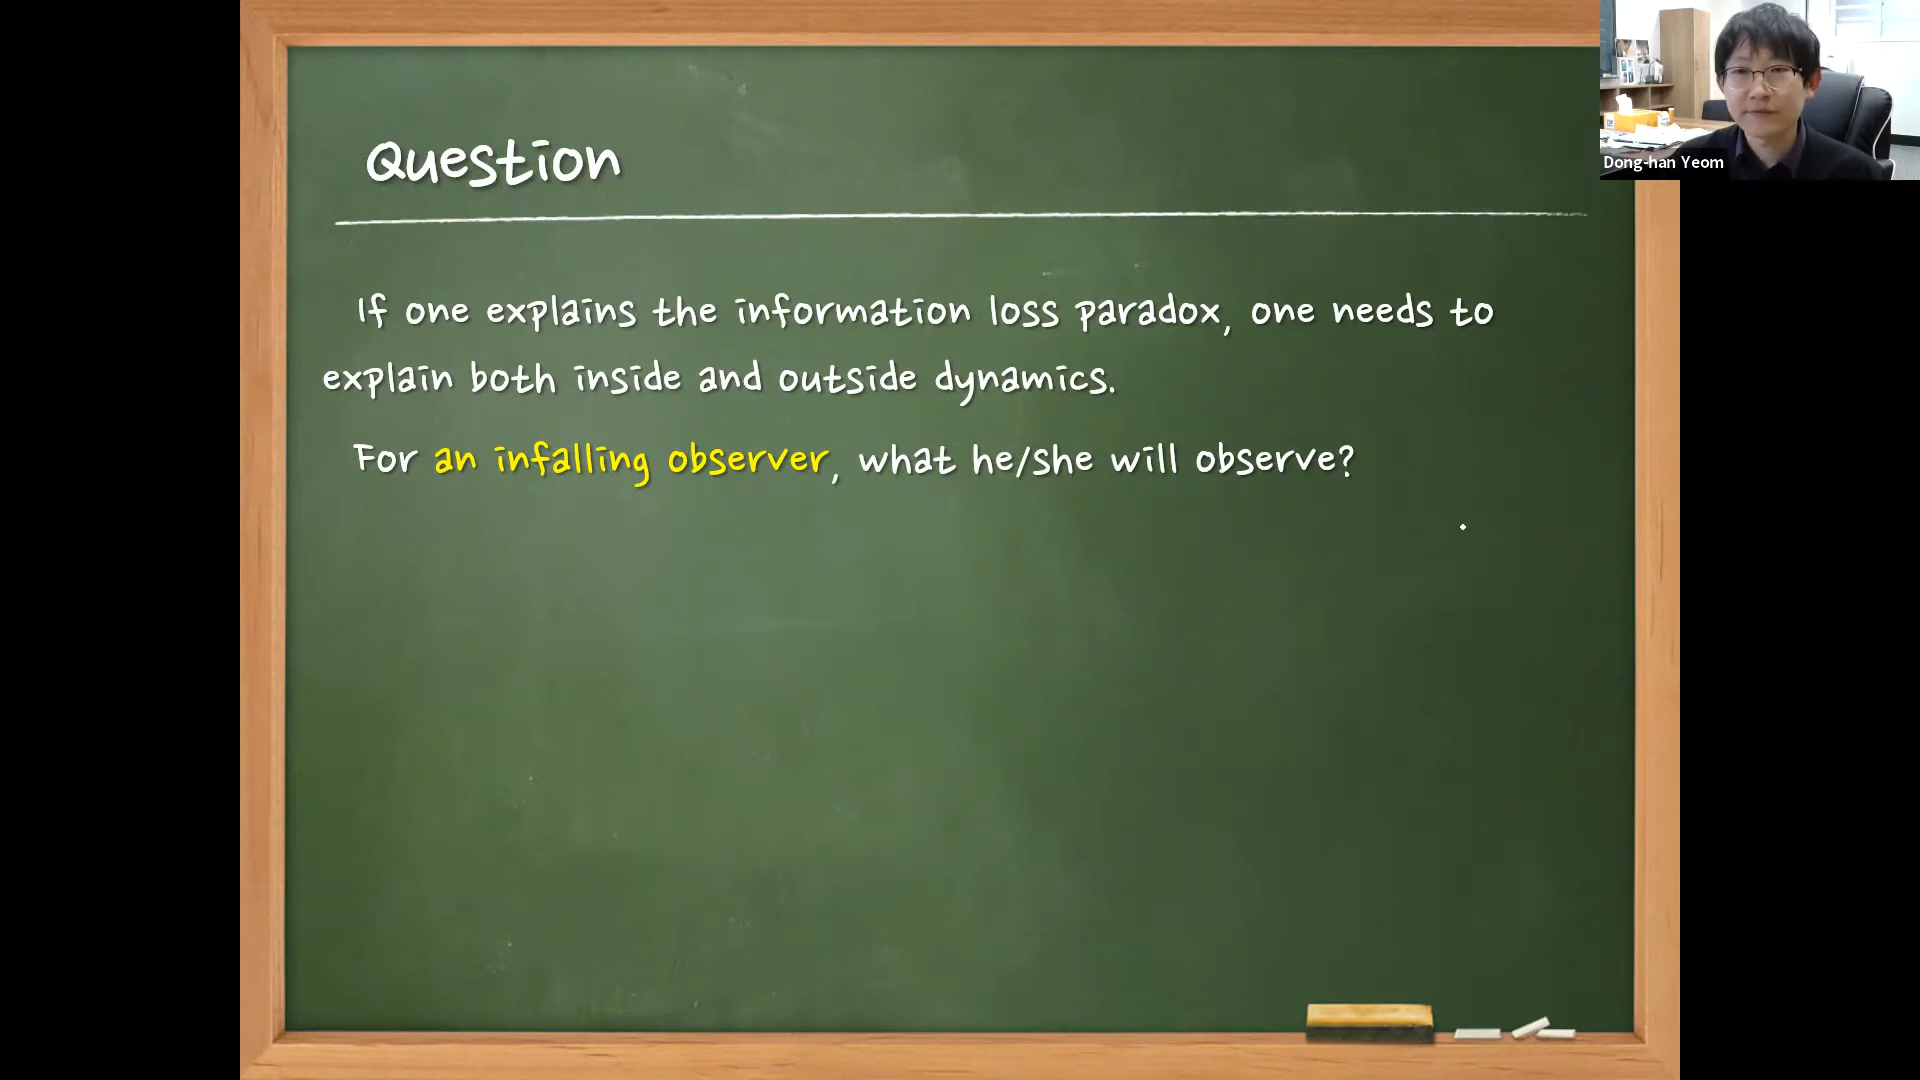 Question
If one explains the information loss paradox, one needs to
explain both inside and outside dynamics.
For an infalling observer, what he/she will observe?
Dong-han Yeom